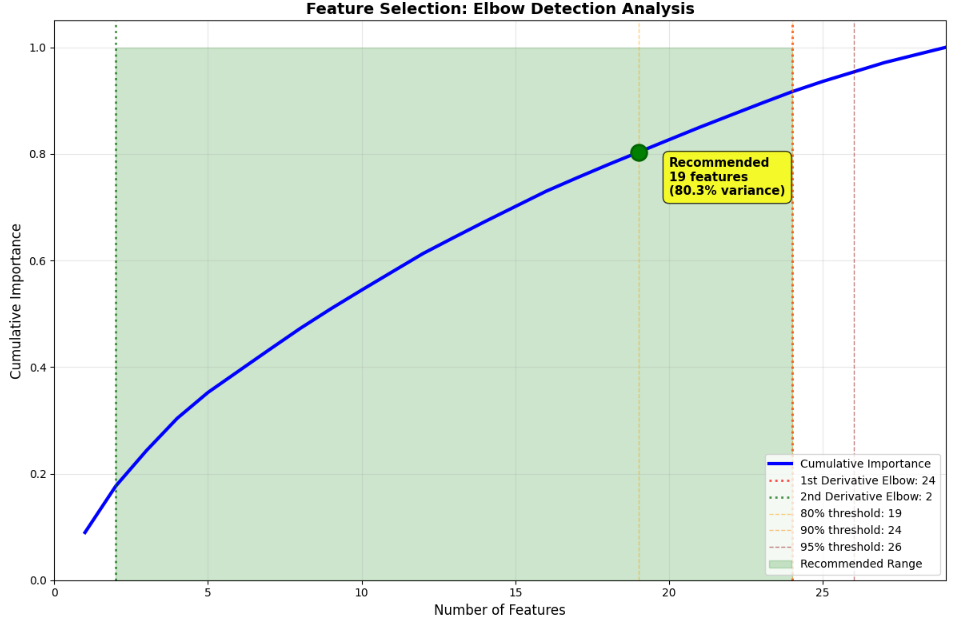 Feature Selection: Elbow Detection Analysis
1.0
0.8
0.6
0.4
0.2
0.0
Cumulative Importance
Recommended
19 features
(80.3% variance)
Cumulative Importance
1st Derivative Elbow: 24
2nd Derivative Elbow: 2
80% threshold: 19
90% threshold: 24
95% threshold: 26
Recommended Range
0 5 10 15 20 25
Number of Features